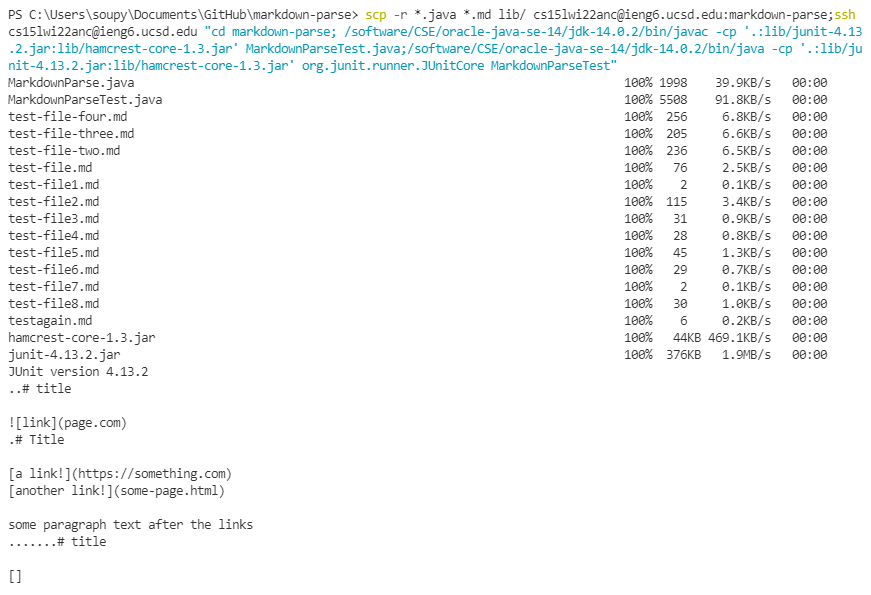 PS C:\Users\soupy\Documents\GitHub\markdown-parse> scp -r *.java *.md lib/ cs15lwi22anc@ieng6.ucsd.edu:markdown-parse;ssh
cs15lwi22anc@ieng6.ucsd.edu "cd markdown-parse; /software/CSE/oracle-java-se-14/jdk-14.0.2/bin/javac -cp '.:lib/junit-4.13
.2.jar:lib/hamcrest-core-1.3.jar' MarkdownParseTest.java;/software/CSE/oracle-java-se-14/jdk-14.0.2/bin/java -cp '.:lib/ju
nit-4.13.2.jar:lib/hamcrest-core-1.3.jar' org.junit.runner.JUnitCore MarkdownParseTest"
MarkdownParse.java 100% 1998 39.9KB/s 00:00
MarkdownParseTest.java 100% 5508 91.8KB/s 00:00
test-file-four.md 100% 256 6.8KB/s 00:00
test-file-three.md 100% 205 6.6KB/s 00:00
test-file-two.md 100% 236 6.5KB/s 00:00
test-file.md 100% 76 2.5KB/s 00:00
test-file1.md 100% 2 0.1KB/s 00:00
test-file2.md 100% 115 3.4KB/s 00:00
test-file3.md 100% 31 0.9KB/s 00:00
test-file4.md 100% 28 0.8KB/s 00:00
test-file5.md 100% 45 1.3KB/s 00:00
test-file6.md 100% 29 0.7KB/s 00:00
test-file7.md 100% 2 0.1KB/s 00:00
test-file8.md 100% 30 1.0KB/s 00:00
testagain.md 100% 6 0.2KB/s 00:00
hamcrest-core-1.3.jar 100% 44KB 469.1KB/s 00:00
junit-4.13.2.jar 100% 376KB 1.9MB/s 00:00
JUnit version 4.13.2
..# title
![link](page.com)
.# Title
[a link!](https://something.com)
[another link!](some-page.html)
some paragraph text after the links
.......# title
[]